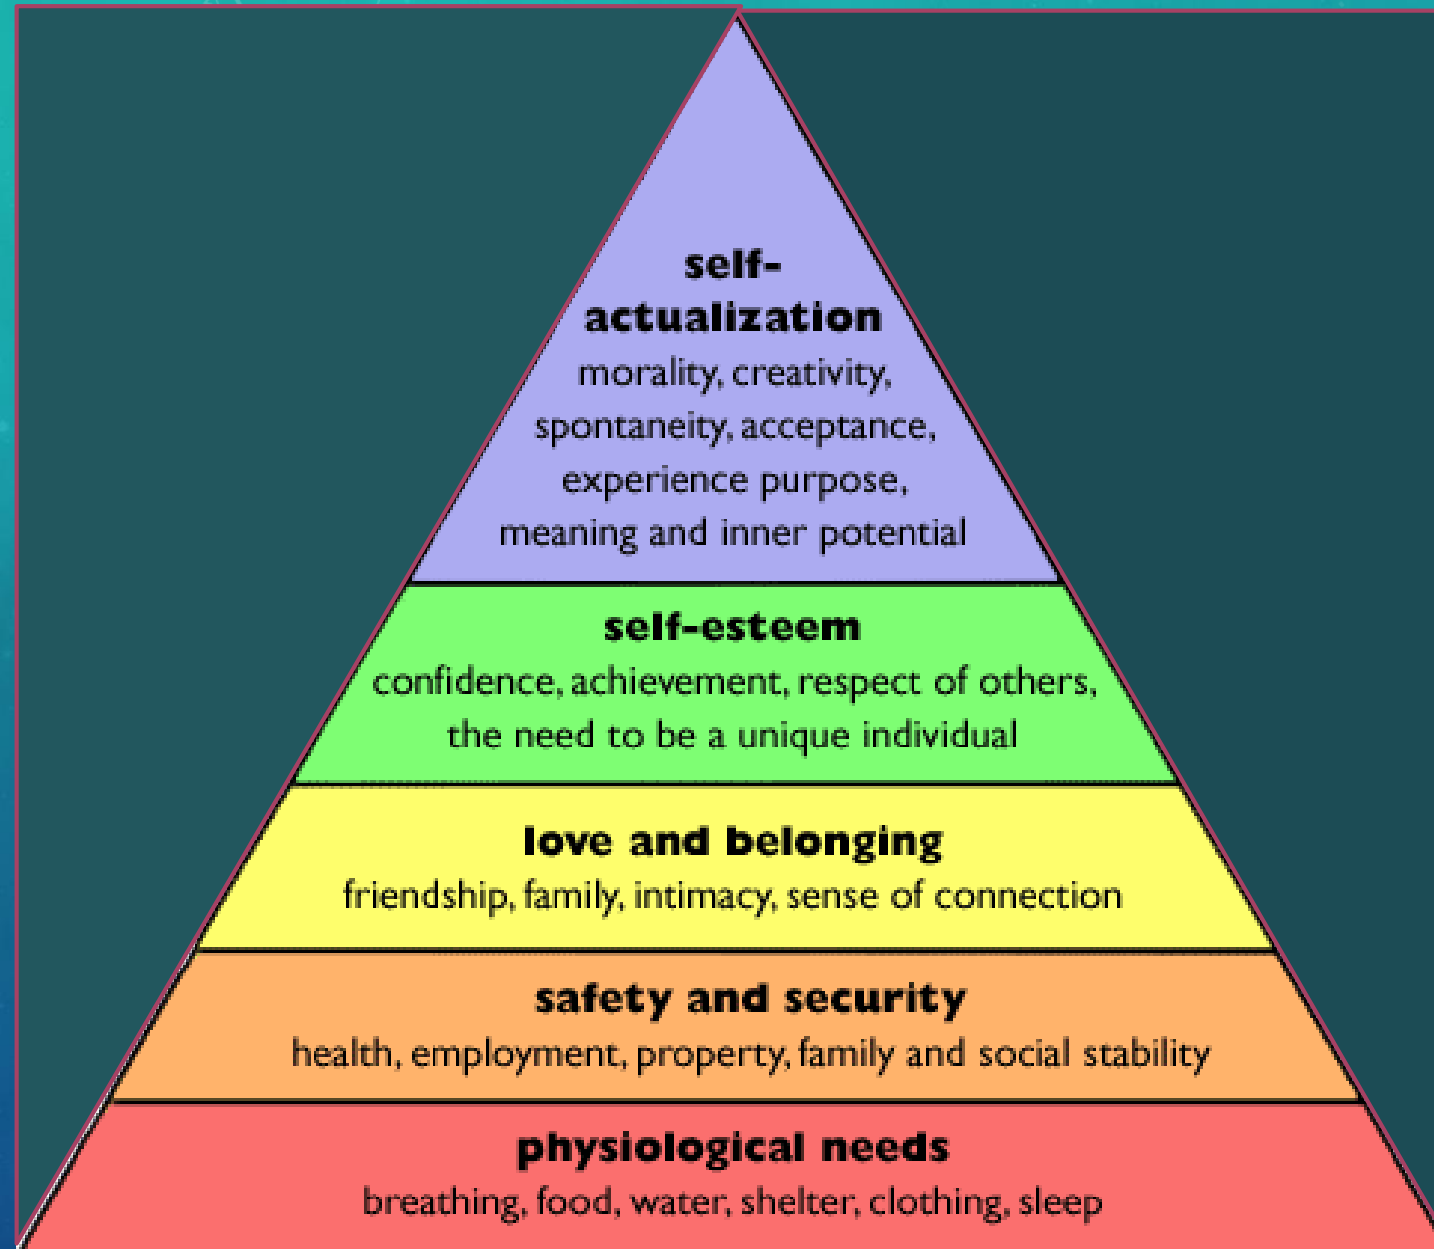 self-
actualization
morality, creativity,
spontaneity, acceptance,
experience purpose,
meaning and inner potential
self-esteem
confidence, achievement, respect of others,
the need to be a unique individual
love and belonging
friendship, family, intimacy, sense of connection
safety and security
health, employment, property, family and social stability
physiological needs
breathing, food, water, shelter, clothing, sleep